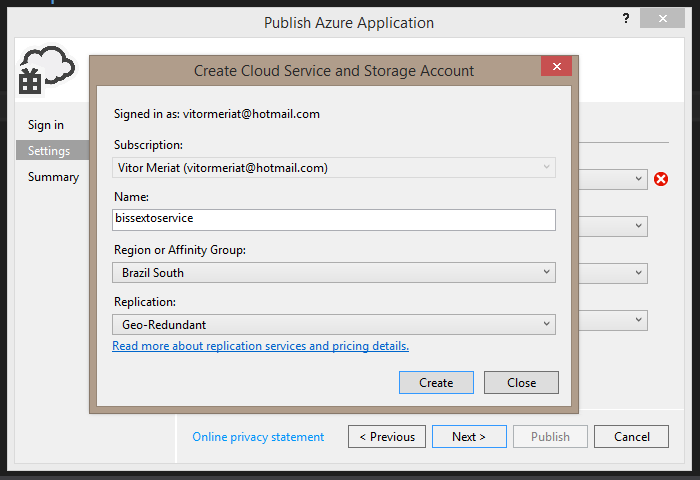 Publish Azure Application
?
Create Cloud Service and Storage Account
Signed in as: vitormeriat@hotmail.com
Sign in
Settings
Summary
Subscription:
Vitor Meriat (vitormeriat@hotmail.com)
Name:
bissextoservice
Region or Affinity Group:
Brazil South
Replication:
Geo-Redundant
Read more about replication services and pricing details.
Create
Close
Online privacy statement
< Previous
Next >
Publish
Cancel